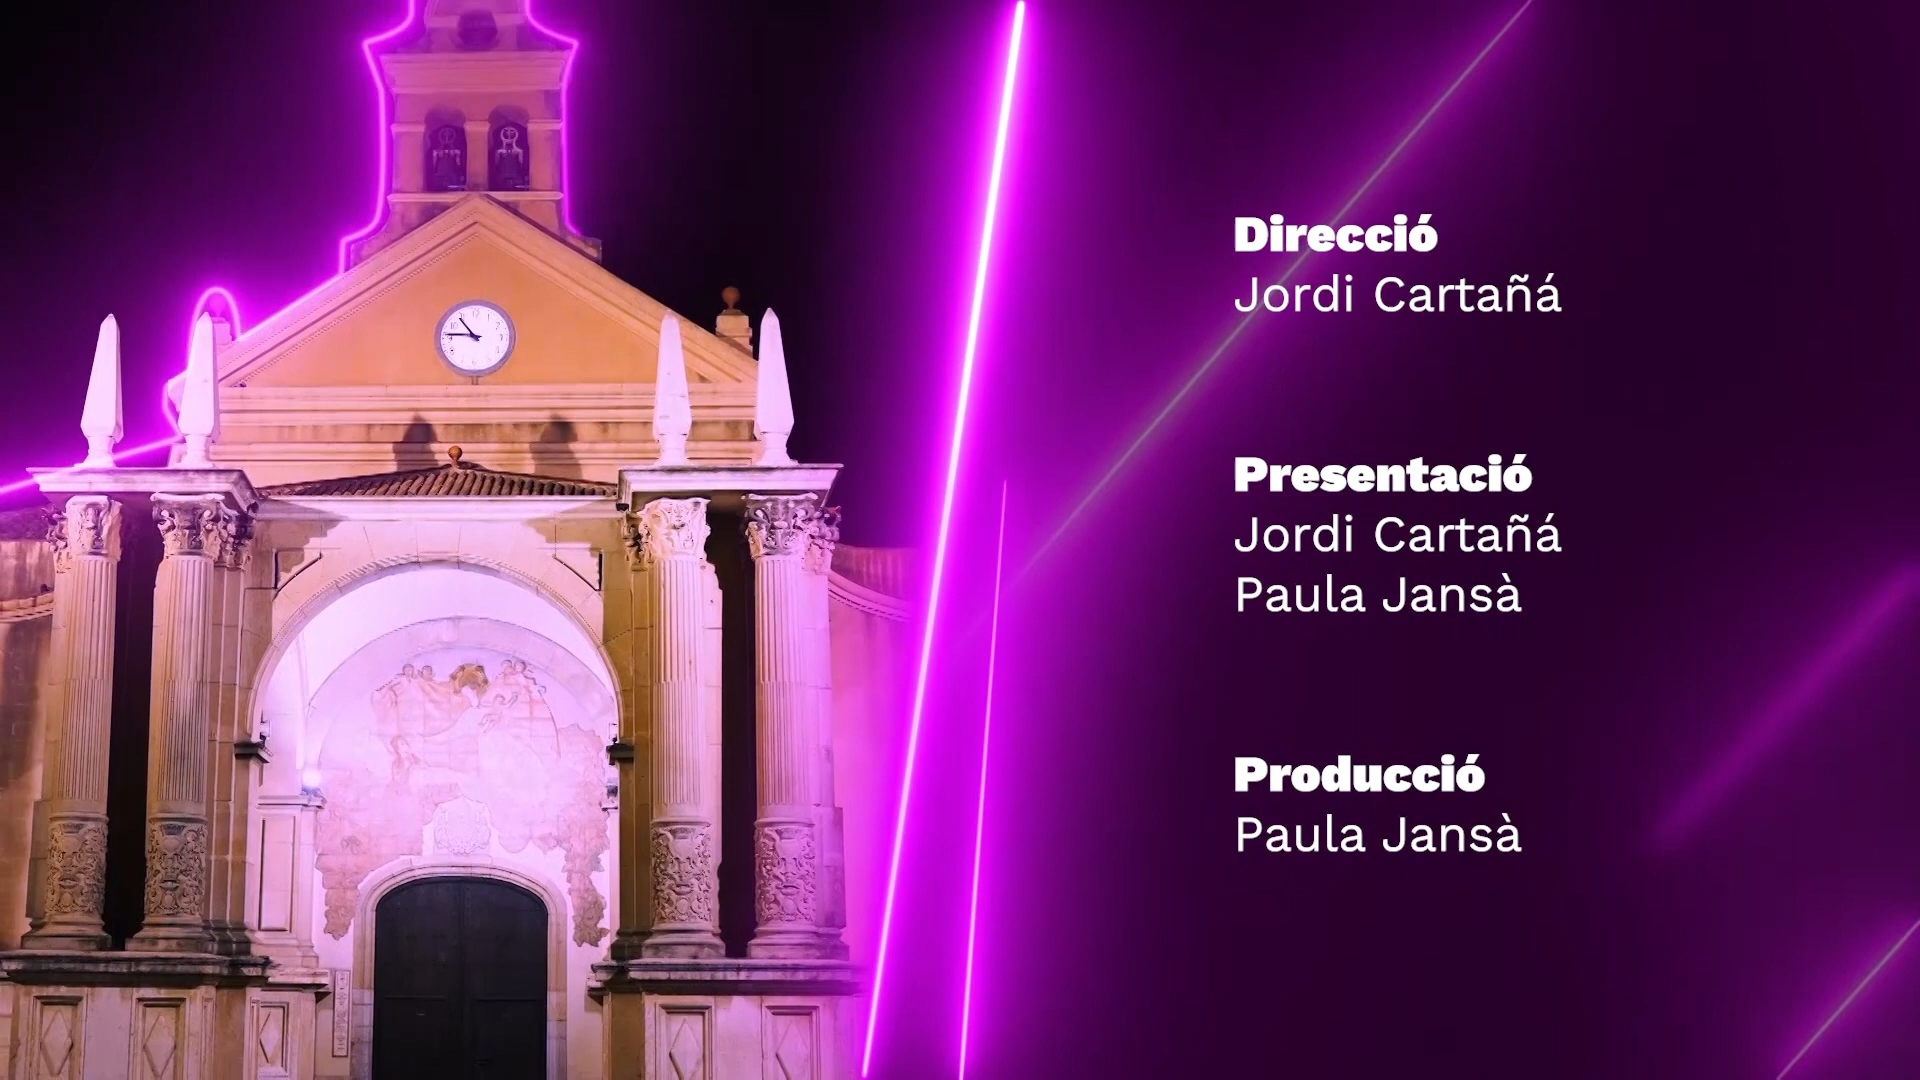 Direcció
Jordi Cartañá
Presentació
Jordi Cartañá
Paula Jansà
Producció
Paula Jansà